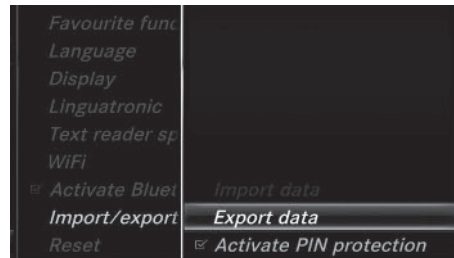 Favourite func
Language
Display
Linguatronic
Text reader sp
WiFi
Activate Bluet
Import/export
Reset
Import data
Export data
Activate PIN protection